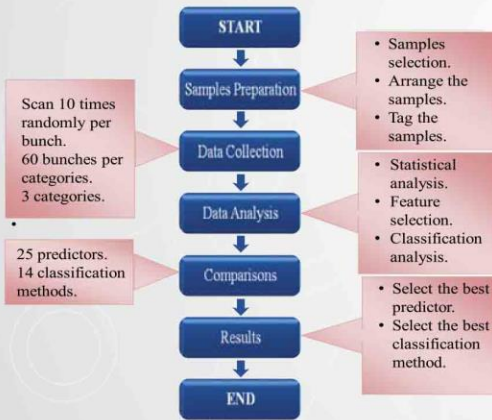 START
Samples Preparation
• Samples
selection.
• Arrange the
samples.
• Tag the
samples.
Scan 10 times
randomly per
bunch.
60 bunches per
categories.
3 categories.
•
Data Collection
Data Analysis
• Statistical
analysis.
• Feature
selection.
• Classification
analysis.
25 predictors.
14 classification
methods.
Comparisons
Results
• Select the best
predictor.
• Select the best
classification
method.
END